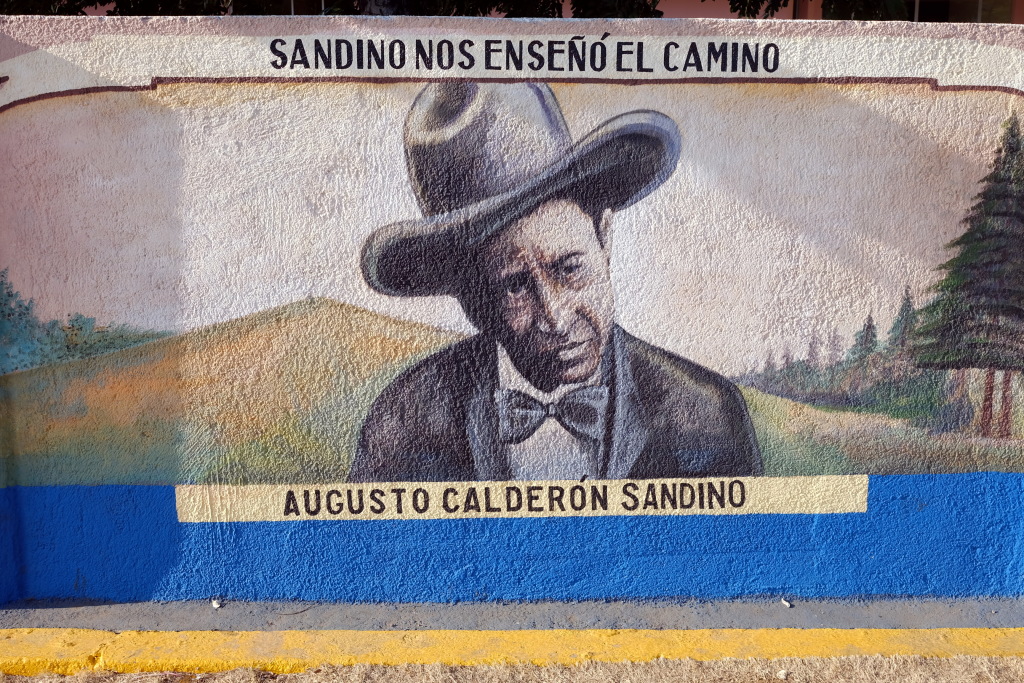 SANDINO NOS ENSEÑÓ EL CAMINO
AUGUSTO CALDERÓN SANDINO